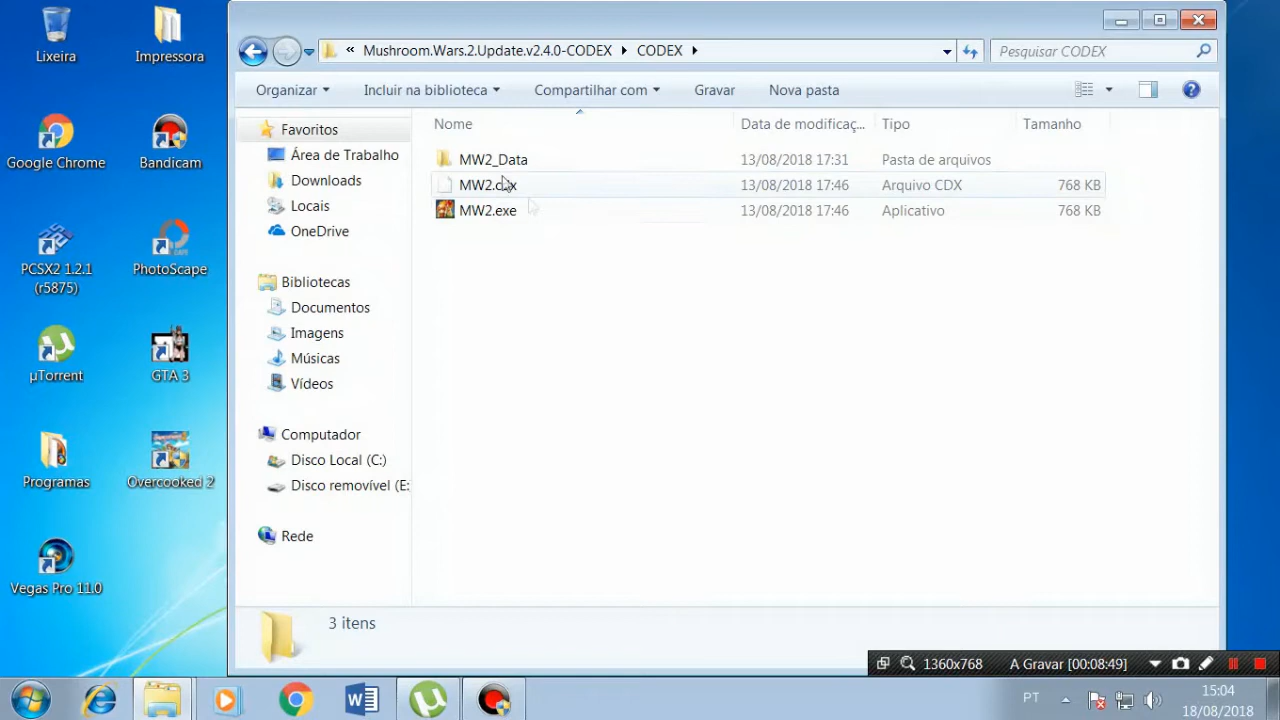 Lixeira
Impressora
Google Chrome
Bandicam
PCSX2 1.2.1
(r5875)
PhotoScape
µTorrent
GTA 3
Programas
Overcooked 2
Vegas Pro 11.0
« Mushroom.Wars.2.Update.v2.4.0-CODEX ▸ CODEX ▸
Pesquisar CODEX
Organizar Incluir na biblioteca Compartilhar com Gravar Nova pasta
Favoritos
Área de Trabalho
Downloads
Locais
OneDrive
Bibliotecas
Documentos
Imagens
Músicas
Vídeos
Computador
Disco Local (C:)
Disco removível (E:
Rede
Nome Data de modificaç... Tipo Tamanho
MW2_Data 13/08/2018 17:31 Pasta de arquivos
13/08/2018 17:46 Arquivo CDX 768 KB
MW2.exe 13/08/2018 17:46 Aplicativo 768 KB
3 itens
1360x768 A Gravar [00:08:49]
PT
15:04
18/08/2018